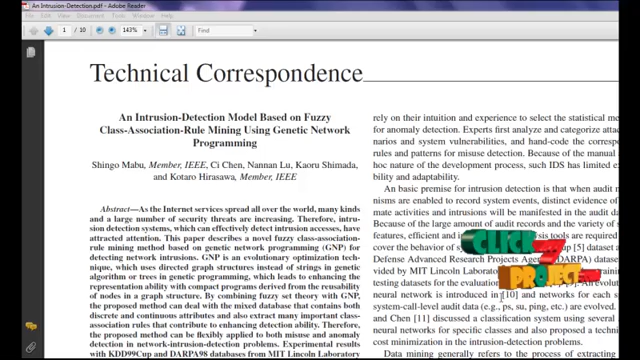 An Intrusion-Detection.pdf - Adobe Reader
File Edit View Document Tools Window Help
1 / 10 143% Find
Technical Correspondence
An Intrusion-Detection Model Based on Fuzzy
Class-Association-Rule Mining Using Genetic Network
Programming
Shingo Mabu, Member, IEEE, Ci Chen, Nannan Lu, Kaoru Shimada,
and Kotaro Hirasawa, Member, IEEE
Abstract—As the Internet services spread all over the world, many kinds
and a large number of security threats are increasing. Therefore, intru-
sion detection systems, which can effectively detect intrusion accesses, have
attracted attention. This paper describes a novel fuzzy class-association-
rule mining method based on genetic network programming (GNP) for
detecting network intrusions. GNP is an evolutionary optimization tech-
nique, which uses directed graph structures instead of strings in genetic
algorithm or trees in genetic programming, which leads to enhancing the
representation ability with compact programs derived from the reusability
of nodes in a graph structure. By combining fuzzy set theory with GNP,
the proposed method can deal with the mixed database that contains both
discrete and continuous attributes and also extract many important class-
association rules that contribute to enhancing detection ability. Therefore,
the proposed method can be flexibly applied to both misuse and anomaly
detection in network-intrusion-detection problems. Experimental results
with KDD99Cup and DARPA98 databases from MIT Lincoln Laboratory
rely on their intuition and experience to select the statistical me
for anomaly detection. Experts first analyze and categorize attac
narios and system vulnerabilities, and hand-code the correspon
rules and patterns for misuse detection. Because of the manual
hoc nature of the development process, such IDS has limited ex
bility and adaptability.
An basic premise for intrusion detection is that when audit m
nisms are enabled to record system events, distinct evidence of
mate activities and intrusions will be manifested in the audit d
Because of the large amount of audit records and the variety of s
features, efficient and in sis tools are required
cover the behavior of sy [5] dataset a
Defense Advanced Research Projects Agen ) datas
vided by MIT Lincoln Laborato
testing datasets for the evaluation evoluti
neural network is introduced i [10] and networks for each s
system-call-level audit data (e.g., ps, su, ping, etc.) are evolved.
and Chen [11] discussed a classification system using several
neural networks for specific classes and also proposed a technic
cost minimization in the intrusion-detection problems.
Data mining generally refers to the process of extracting
CLICK
PROJECT